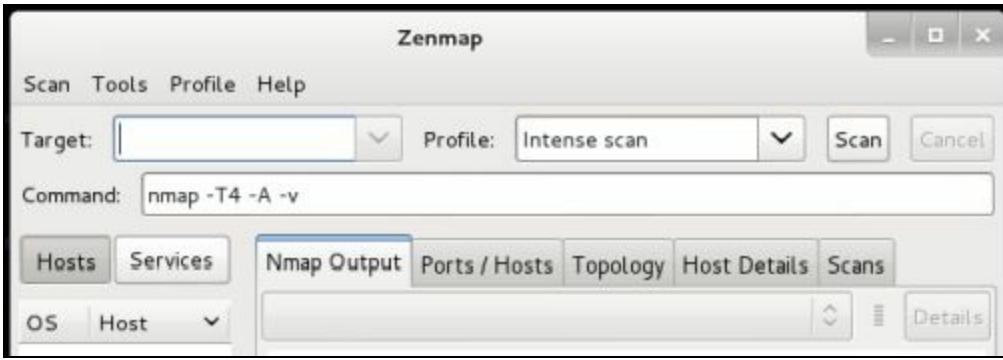 Zenmap
Scan Tools Profile Help
Target: Profile: Intense scan Scan Cancel
Command: nmap -T4 -A -v
Hosts Services Nmap Output Ports / Hosts Topology Host Details Scans
OS Host Details